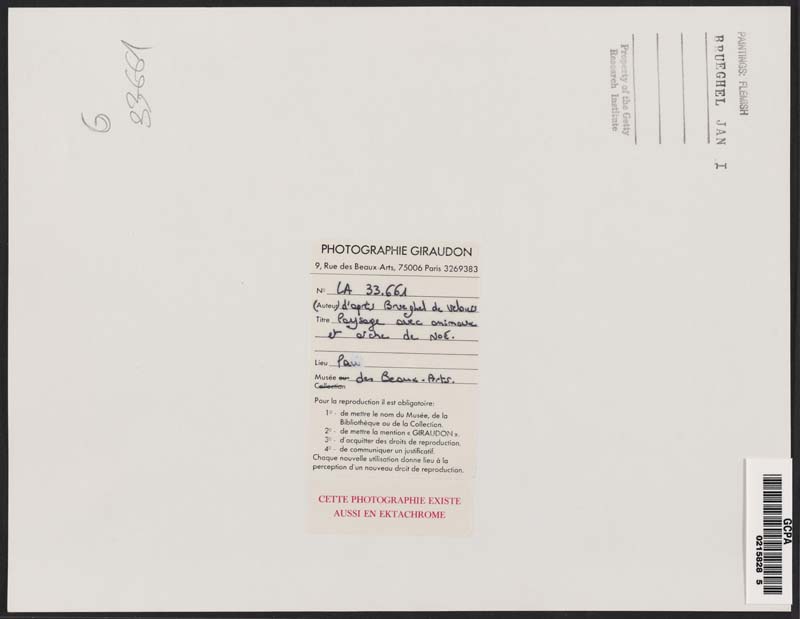 6
33661
PAINTINGS: FLEMISH
BRUEGHEL JAN I
Property of the Getty
Research Institute
PHOTOGRAPHIE GIRAUDON
9, Rue des Beaux-Arts, 75006 Paris 3269383
N° LA 33.661
(Auteur) d'après Brueghel de Velours
Titre Paysage avec animaux
et arche de NOE.
Lieu Pau
Musée ou des Beaux-Arts.
Collection
Pour la reproduction il est obligatoire:
1° - de mettre le nom du Musée, de la
Bibliothèque ou de la Collection.
2° - de mettre la mention « GIRAUDON ».
3° - d'acquitter des droits de reproduction.
4° - de communiquer un justificatif.
Chaque nouvelle utilisation donne lieu à la
perception d'un nouveau droit de reproduction.
CETTE PHOTOGRAPHIE EXISTE
AUSSI EN EKTACHROME
GCPA
0215828 5